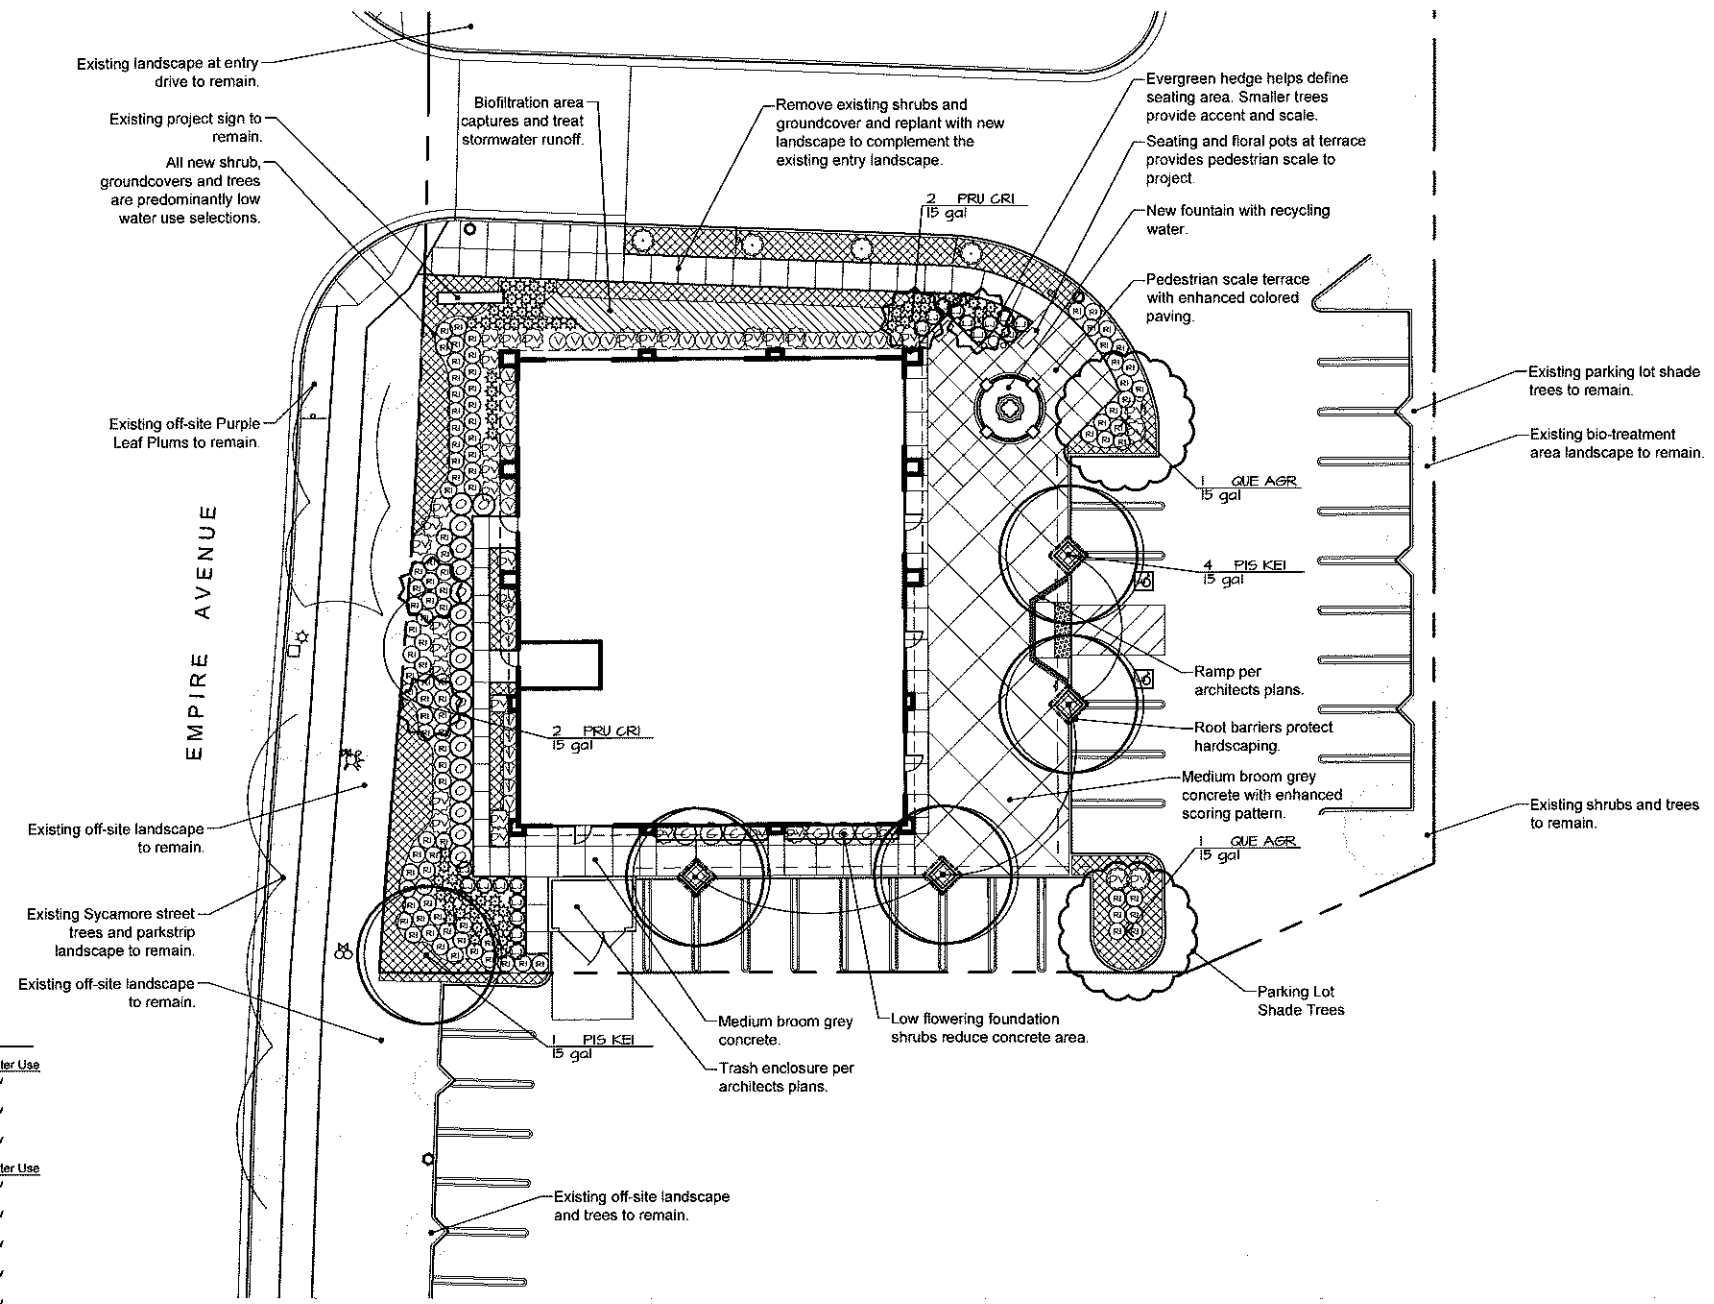 Existing landscape at entry
drive to remain.
Existing project sign to
remain.
All new shrub,
groundcovers and trees
are predominantly low
water use selections.
Biofiltration area
captures and treat
stormwater runoff.
Remove existing shrubs and
groundcover and replant with new
landscape to complement the
existing entry landscape.
Evergreen hedge helps define
seating area. Smaller trees
provide accent and scale.
Seating and floral pots at terrace
provides pedestrian scale to
project.
2 PRU CRI
15 gal
New fountain with recycling
water.
Pedestrian scale terrace
with enhanced colored
paving.
Existing parking lot shade
trees to remain.
Existing off-site Purple
Leaf Plums to remain.
Existing bio-treatment
area landscape to remain.
1 QUE AGR
15 gal
EMPIRE AVENUE
4 PIS KEI
15 gal
Ramp per
architects plans.
2 PRU CRI
15 gal
Root barriers protect
hardscaping.
Medium broom grey
concrete with enhanced
scoring pattern.
Existing shrubs and trees
to remain.
Existing off-site landscape
to remain.
1 QUE AGR
15 gal
Existing Sycamore street
trees and parkstrip
landscape to remain.
Existing off-site landscape
to remain.
Parking Lot
Shade Trees
Medium broom grey
concrete.
Low flowering foundation
shrubs reduce concrete area.
1 PIS KEI
15 gal
Trash enclosure per
architects plans.
ter Use
ter Use
Existing off-site landscape
and trees to remain.